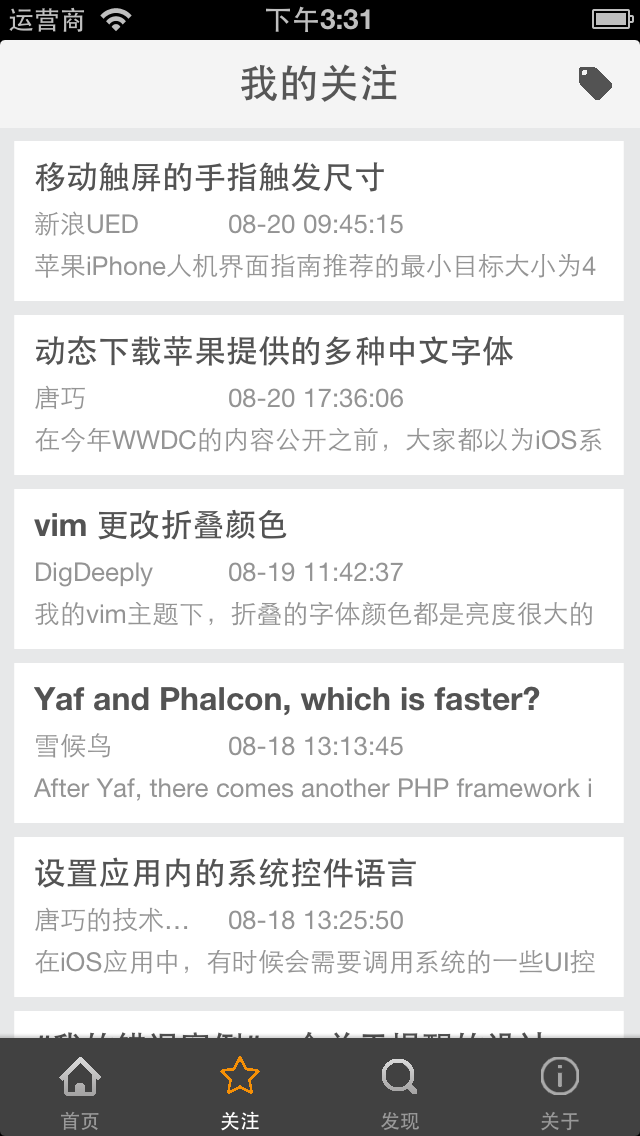 运营商
下午3:31
我的关注
移动触屏的手指触发尺寸
新浪UED 08-20 09:45:15
苹果iPhone人机界面指南推荐的最小目标大小为4
动态下载苹果提供的多种中文字体
唐巧 08-20 17:36:06
在今年WWDC的内容公开之前，大家都以为iOS系
vim 更改折叠颜色
DigDeeply 08-19 11:42:37
我的vim主题下，折叠的字体颜色都是亮度很大的
Yaf and Phalcon, which is faster?
雪候鸟 08-18 13:13:45
After Yaf, there comes another PHP framework i
设置应用内的系统控件语言
唐巧的技术... 08-18 13:25:50
在iOS应用中，有时候会需要调用系统的一些UI控
首页 关注 发现 关于